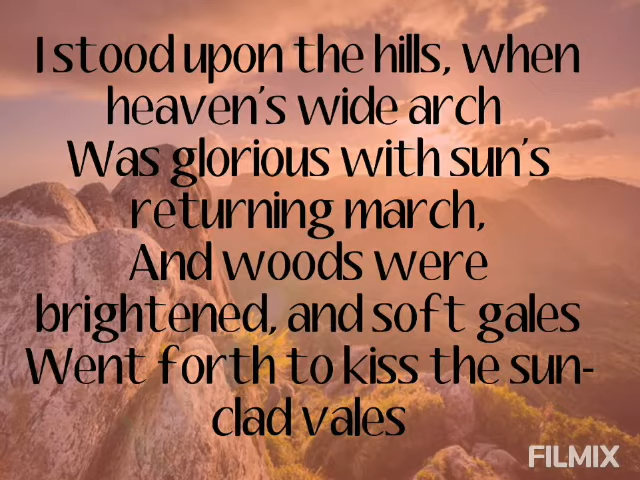 I stood upon the hills, when
heaven's wide arch
Was glorious with sun's
returning march,
And woods were
brightened, and soft gales
Went forth to kiss the sun-
clad vales
FILMIX